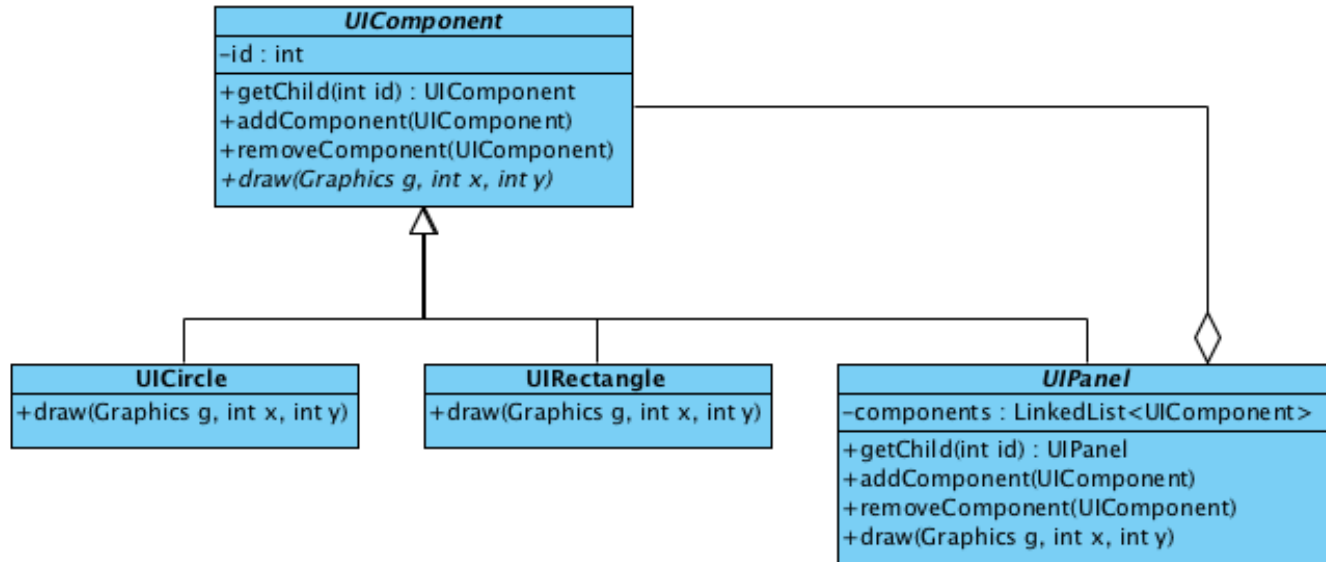 UIComponent
-id : int
+getChild(int id) : UIComponent
+addComponent(UIComponent)
+removeComponent(UIComponent)
+draw(Graphics g, int x, int y)
UICircle
+draw(Graphics g, int x, int y)
UIRectangle
+draw(Graphics g, int x, int y)
UIPanel
-components : LinkedList<UIComponent>
+getChild(int id) : UIPanel
+addComponent(UIComponent)
+removeComponent(UIComponent)
+draw(Graphics g, int x, int y)